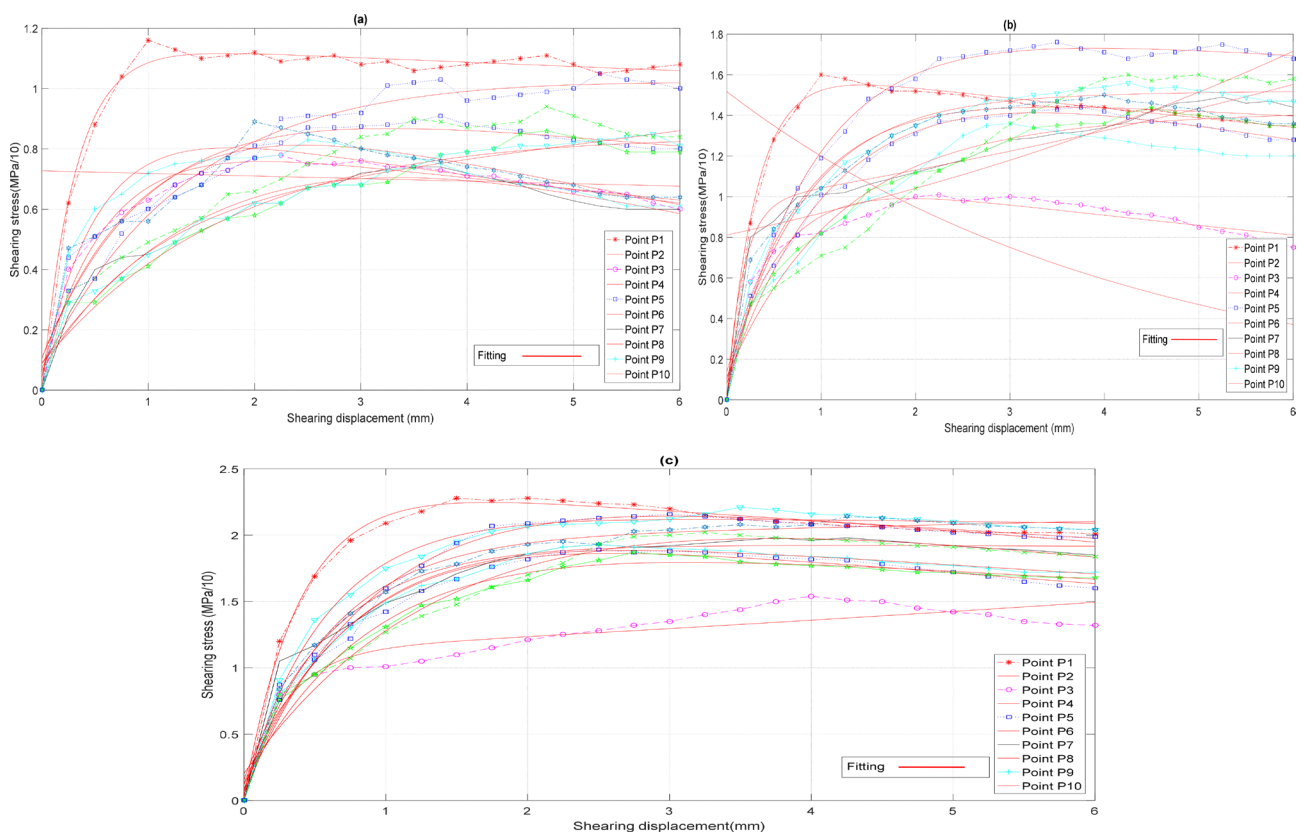 (a)
1.2
1
0.8
0.6
0.4
0.2
0
Shearing stress(MPa/10)
0 1 2 3 4 5 6
Shearing displacement (mm)
Fitting
Point P1
Point P2
Point P3
Point P4
Point P5
Point P6
Point P7
Point P8
Point P9
Point P10
(b)
1.8
1.6
1.4
1.2
1
0.8
0.6
0.4
0.2
0
Shearing stress(MPa/10)
0 1 2 3 4 5 6
Shearing displacement (mm)
Fitting
Point P1
Point P2
Point P3
Point P4
Point P5
Point P6
Point P7
Point P8
Point P9
Point P10
(c)
2.5
2
1.5
1
0.5
0
Shearing stress (MPa/10)
0 1 2 3 4 5 6
Shearing displacement(mm)
Fitting
Point P1
Point P2
Point P3
Point P4
Point P5
Point P6
Point P7
Point P8
Point P9
Point P10